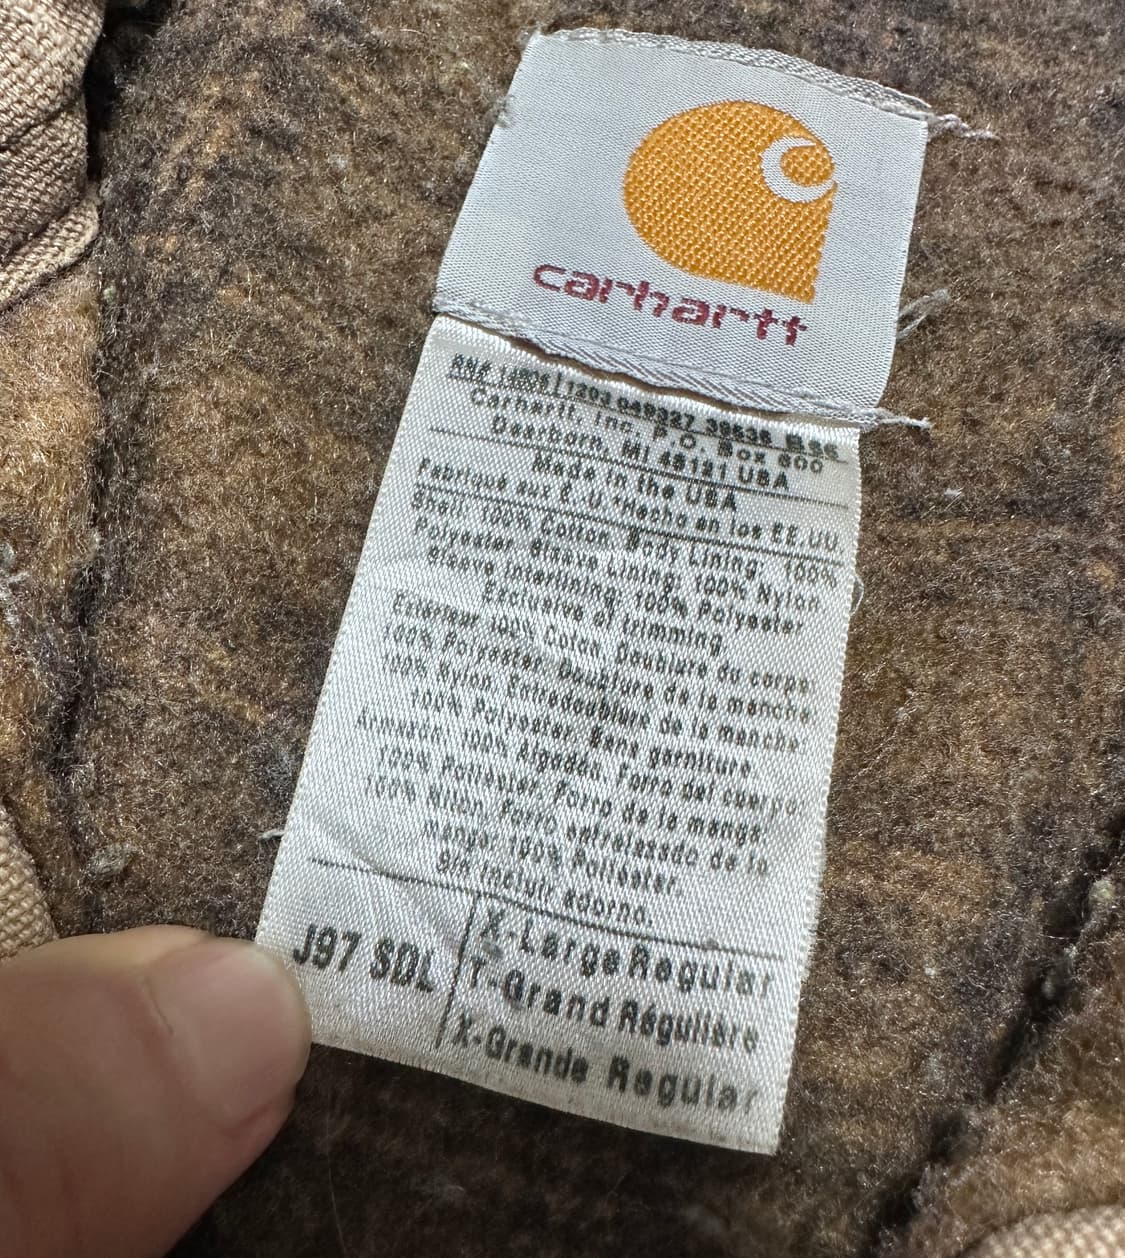 carhartt
Carhartt, Inc. P.O. Box 600
Dearborn, MI 48121 USA
Made in the USA
Fabriqué aux É.-U.*Hecho en los EE.UU.
Shell: 100% Cotton, Body Lining: 100%
Polyester, Sleeve Lining: 100% Nylon,
Sleeve Interlining: 100% Polyester
Exclusive of trimming
Extérieur: 100% Coton, Doublure du corps:
100% Polyester, Doublure de la manche:
100% Nylon, Entredoublure de la manche:
100% Polyester, Sans garniture.
Armazón: 100% Algodón, Forro del cuerpo:
100% Poliéster, Forro de la manga:
100% Nilon, Forro entrelazado de la
manga: 100% Poliéster.
Sin incluir adorno.
J97 SDL
X-Large Regular
T-Grand Régulière
X-Grande Regular